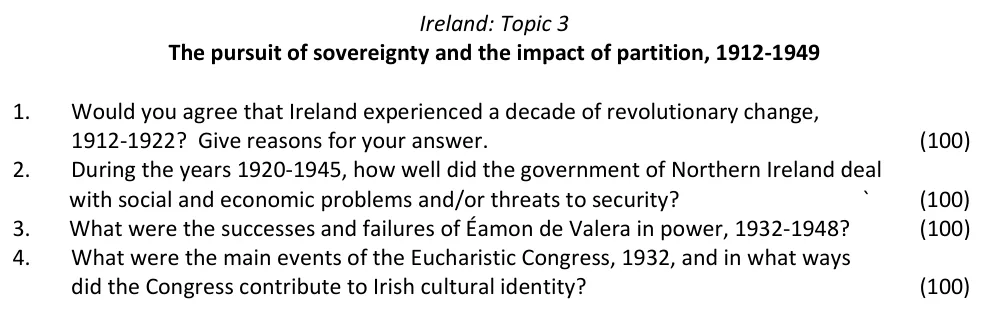 Ireland: Topic 3
The pursuit of sovereignty and the impact of partition, 1912-1949
1. Would you agree that Ireland experienced a decade of revolutionary change,
1912-1922? Give reasons for your answer. (100)
2. During the years 1920-1945, how well did the government of Northern Ireland deal
with social and economic problems and/or threats to security? ` (100)
3. What were the successes and failures of Éamon de Valera in power, 1932-1948? (100)
4. What were the main events of the Eucharistic Congress, 1932, and in what ways
did the Congress contribute to Irish cultural identity? (100)